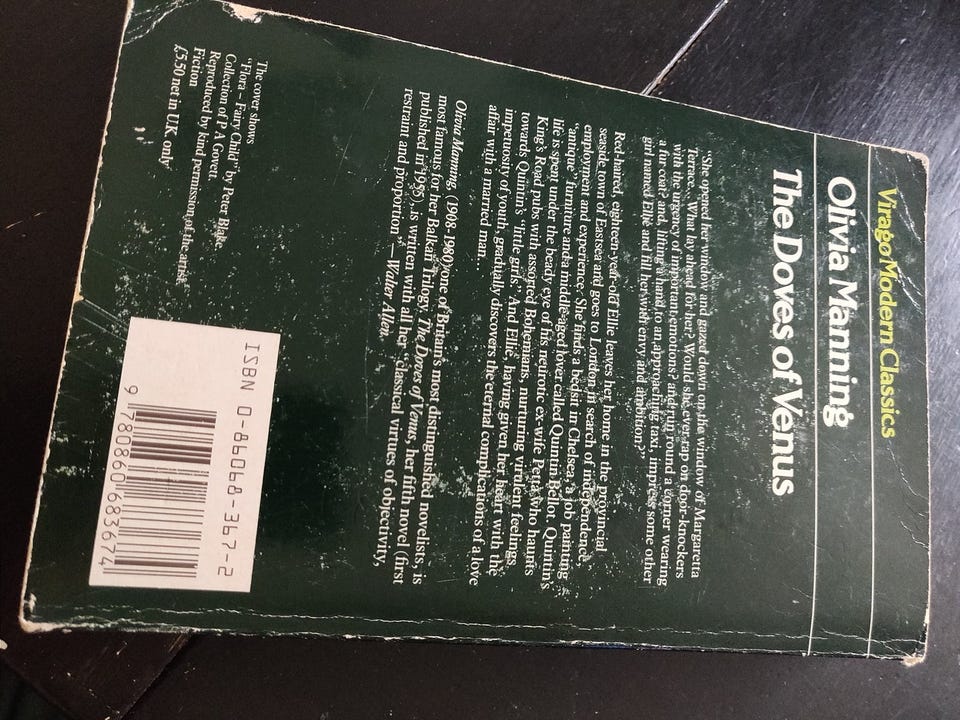 Virago Modern Classics
Olivia Manning
The Doves of Venus
"She opened her window and gazed down on the window of Margaretta
Terrace... What lay ahead for her? Would she ever tap on door-knockers
with the urgency of important emotions? and run round a corner wearing
a fur coat? and, lifting a hand to an approaching taxi, impress some other
girl named Ellie and fill her with envy and ambition?"
Red-haired, eighteen-year-old Ellie leaves her home in the provincial
seaside town of Eastsea and goes to London in search of independence,
employment and experience. She finds a bedsit in Chelsea, a job painting
"antique" furniture and a middle-aged lover called Quintin Bellot. Quintin's
life is spent under the beady eye of his neurotic ex-wife Petta who haunts
King's Road pubs with assorted Bohemians, nurturing virulent feelings
towards Quintin's "little girls." And Ellie, having given her heart with the
impetuosity of youth, gradually discovers the eternal complications of a love
affair with a married man...
Olivia Manning (1908-1980) one of Britain's most distinguished novelists, is
most famous for her Balkan Trilogy. The Doves of Venus, her fifth novel (first
published in 1955), is written with all her "classical virtues of objectivity,
restraint and proportion" – Walter Allen.
The cover shows
"Flora – Fairy Child" by Peter Blake.
Collection of P A Govett.
Reproduced by kind permission of the artist
Fiction
£5.50 net in UK only
ISBN 0-86068-367-2
9 780860 683674